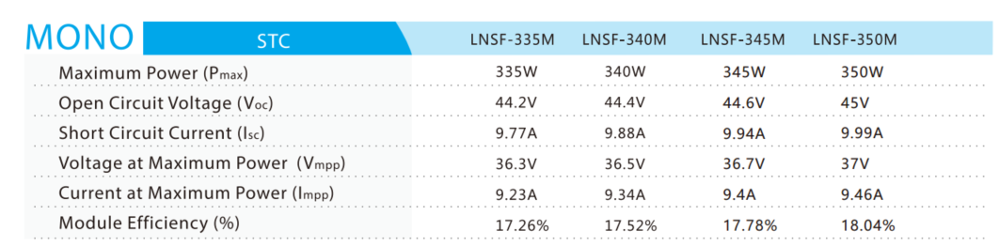 MONO STC LNSF-335M LNSF-340M LNSF-345M LNSF-350M
Maximum Power (Pmax) 335W 340W 345W 350W
Open Circuit Voltage (Voc) 44.2V 44.4V 44.6V 45V
Short Circuit Current (Isc) 9.77A 9.88A 9.94A 9.99A
Voltage at Maximum Power (Vmpp) 36.3V 36.5V 36.7V 37V
Current at Maximum Power (Impp) 9.23A 9.34A 9.4A 9.46A
Module Efficiency (%) 17.26% 17.52% 17.78% 18.04%